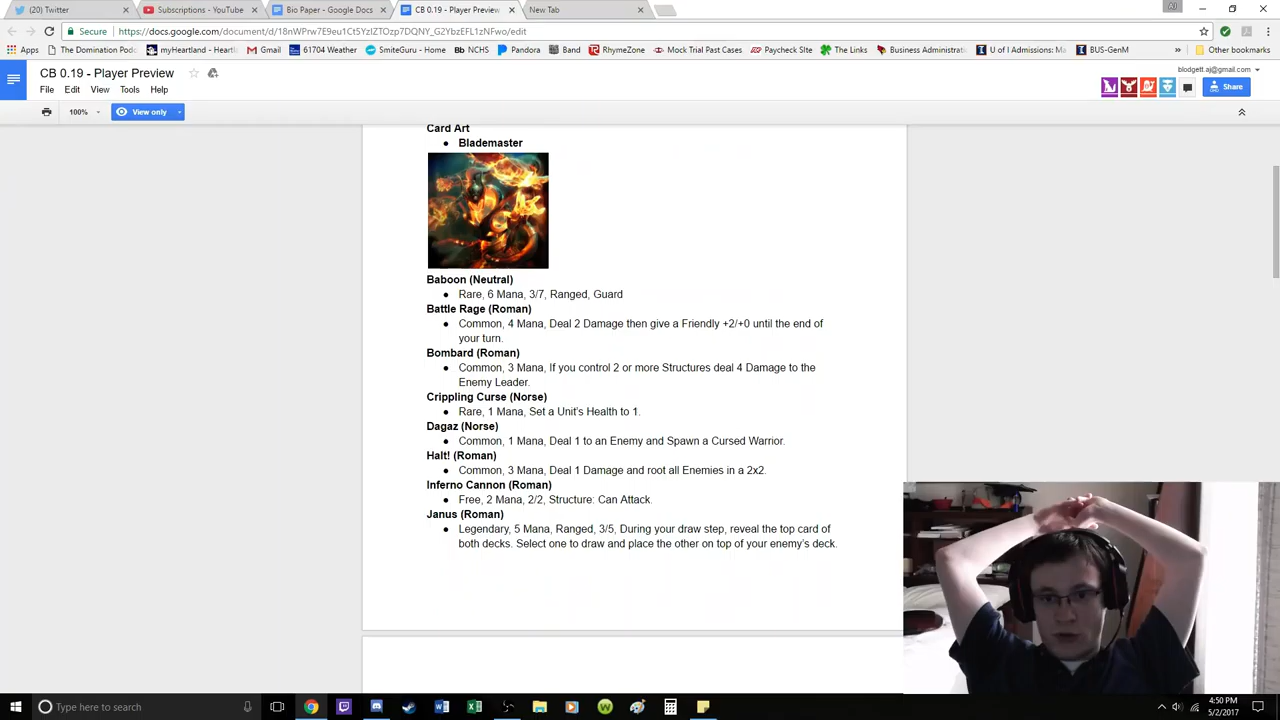 (20) Twitter
Subscriptions - YouTube
Bio Paper - Google Docs
CB 0.19 - Player Preview
New Tab
AJ
Secure
https://docs.google.com/document/d/18nWPrw7E9eu1Ct5YzIZTOzp7DQNY_G2YbzEFL1zNFwo/edit
Apps
The Domination Pod
myHeartland - Heartl
Gmail
61704 Weather
SmiteGuru - Home
Bb NCHS
Pandora
Band
RhymeZone
Mock Trial Past Cases
Paycheck Site
The Links
Business Administrati
U of I Admissions: M
BUS-GenM
Other bookmarks
CB 0.19 - Player Preview
blodgett.aj@gmail.com
File Edit View Tools Help
Share
100%
View only
Card Art
Blademaster
Baboon (Neutral)
Rare, 6 Mana, 3/7, Ranged, Guard
Battle Rage (Roman)
Common, 4 Mana, Deal 2 Damage then give a Friendly +2/+0 until the end of
your turn.
Bombard (Roman)
Common, 3 Mana, If you control 2 or more Structures deal 4 Damage to the
Enemy Leader.
Crippling Curse (Norse)
Rare, 1 Mana, Set a Unit's Health to 1.
Dagaz (Norse)
Common, 1 Mana, Deal 1 to an Enemy and Spawn a Cursed Warrior.
Halt! (Roman)
Common, 3 Mana, Deal 1 Damage and root all Enemies in a 2x2.
Inferno Cannon (Roman)
Free, 2 Mana, 2/2, Structure: Can Attack.
Janus (Roman)
Legendary, 5 Mana, Ranged, 3/5, During your draw step, reveal the top card of
both decks. Select one to draw and place the other on top of your enemy's deck.
Type here to search
4:50 PM
5/2/2017